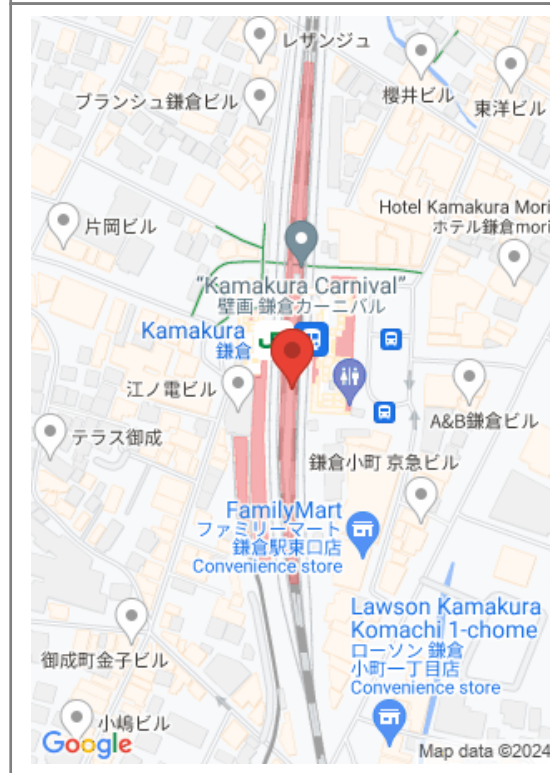 レザンジュ
ブランシュ鎌倉ビル
櫻井ビル
東洋ビル
片岡ビル
Hotel Kamakura Mori
ホテル鎌倉mori
“Kamakura Carnival”
壁画 鎌倉カーニバル
Kamakura
鎌倉
江ノ電ビル
テラス御成
A&B鎌倉ビル
鎌倉小町 京急ビル
FamilyMart
ファミリーマート
鎌倉駅東口店
Convenience store
Lawson Kamakura
Komachi 1-chome
ローソン 鎌倉
小町一丁目店
Convenience store
御成町金子ビル
小嶋ビル
Google
Map data ©2024